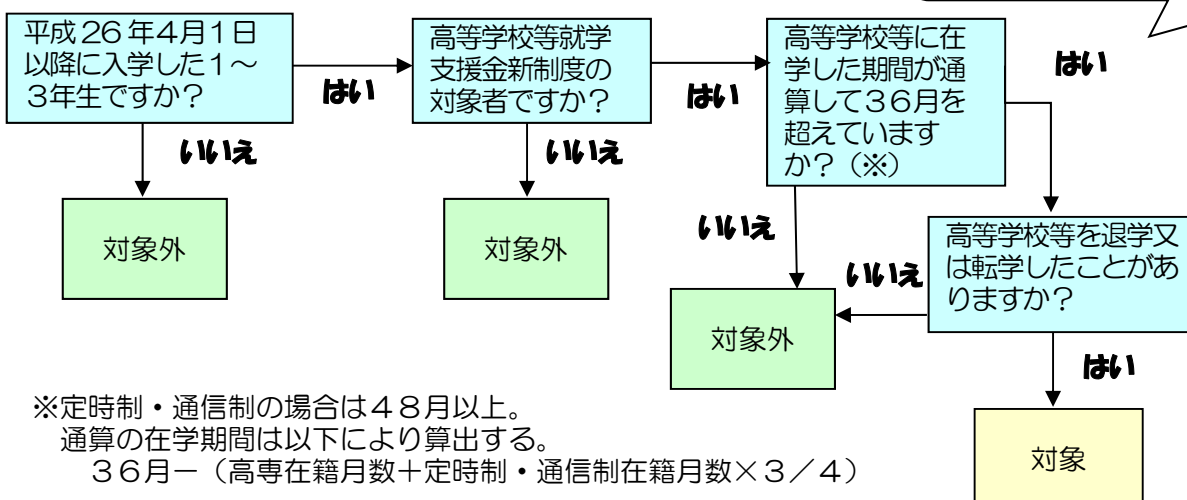 平成26年4月1日
以降に入学した1～
3年生ですか？
はい
いいえ
対象外
高等学校等就学
支援金新制度の
対象者ですか？
はい
いいえ
対象外
高等学校等に在
学した期間が通
算して３６月を
超えています
か？（※）
はい
いいえ
対象外
高等学校等を退学又
は転学したことがあ
りますか？
いいえ
はい
対象
※定時制・通信制の場合は４８月以上。
通算の在学期間は以下により算出する。
３６月－（高専在籍月数＋定時制・通信制在籍月数×３／４）